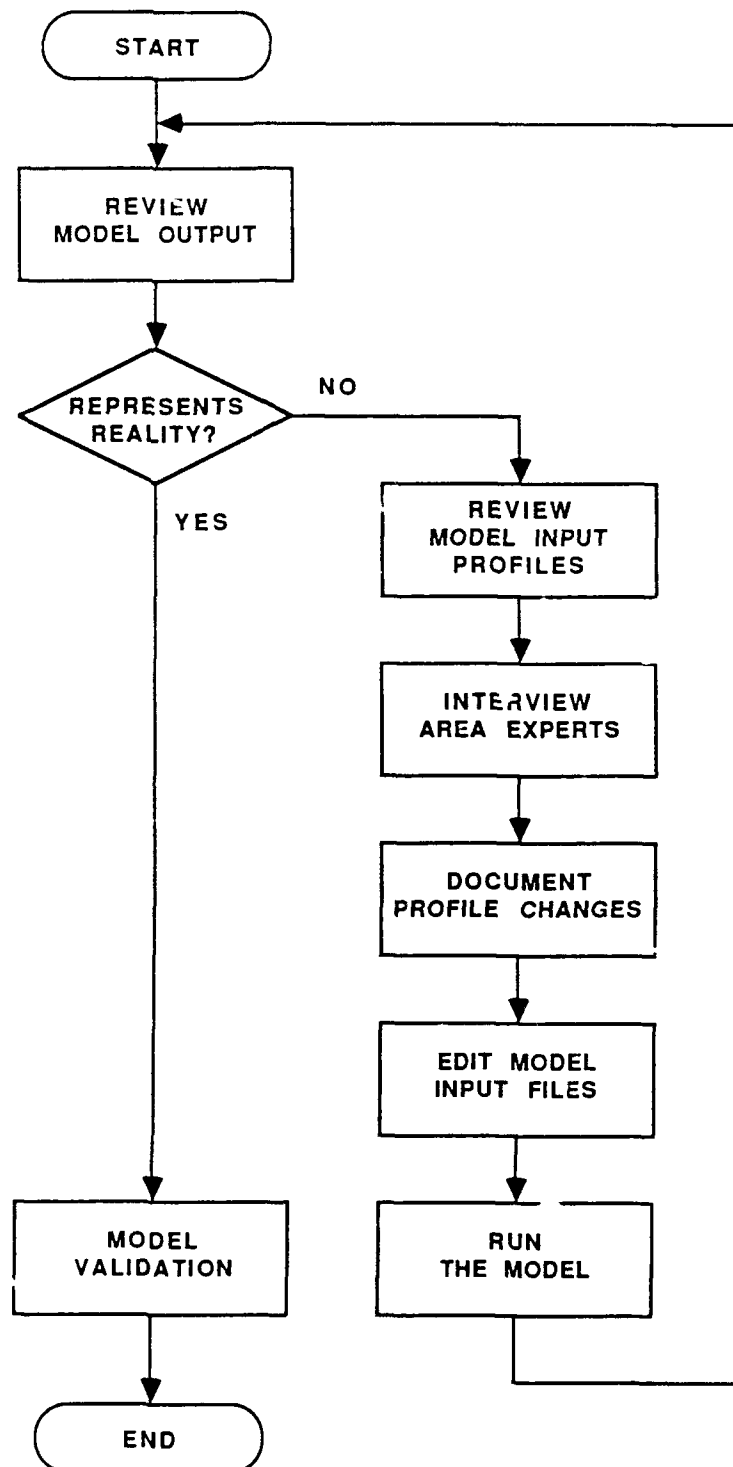 START
REVIEW
MODEL OUTPUT
REPRESENTS
REALITY?
NO
YES
REVIEW
MODEL INPUT
PROFILES
INTERVIEW
AREA EXPERTS
DOCUMENT
PROFILE CHANGES
EDIT MODEL
INPUT FILES
RUN
THE MODEL
MODEL
VALIDATION
END